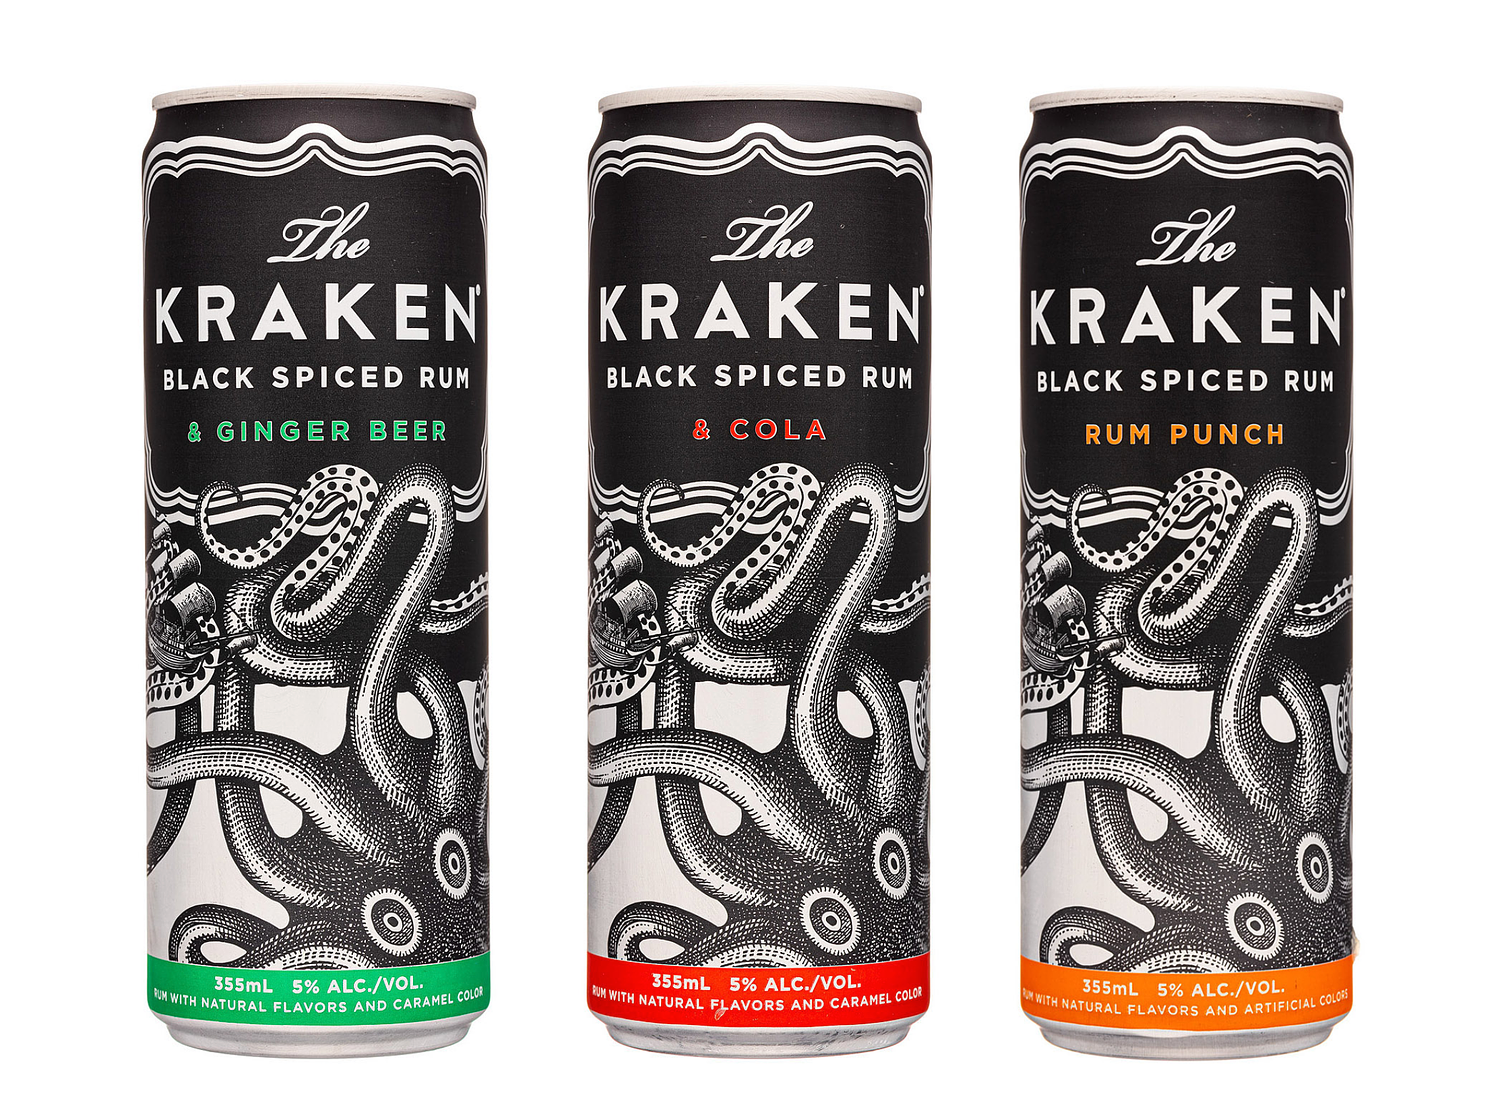 The
KRAKEN®
BLACK SPICED RUM
& GINGER BEER
355mL 5% ALC./VOL.
RUM WITH NATURAL FLAVORS AND CARAMEL COLOR
The
KRAKEN®
BLACK SPICED RUM
& COLA
355mL 5% ALC./VOL.
RUM WITH NATURAL FLAVORS AND CARAMEL COLOR
The
KRAKEN®
BLACK SPICED RUM
RUM PUNCH
355mL 5% ALC./VOL.
RUM WITH NATURAL FLAVORS AND ARTIFICIAL COLORS